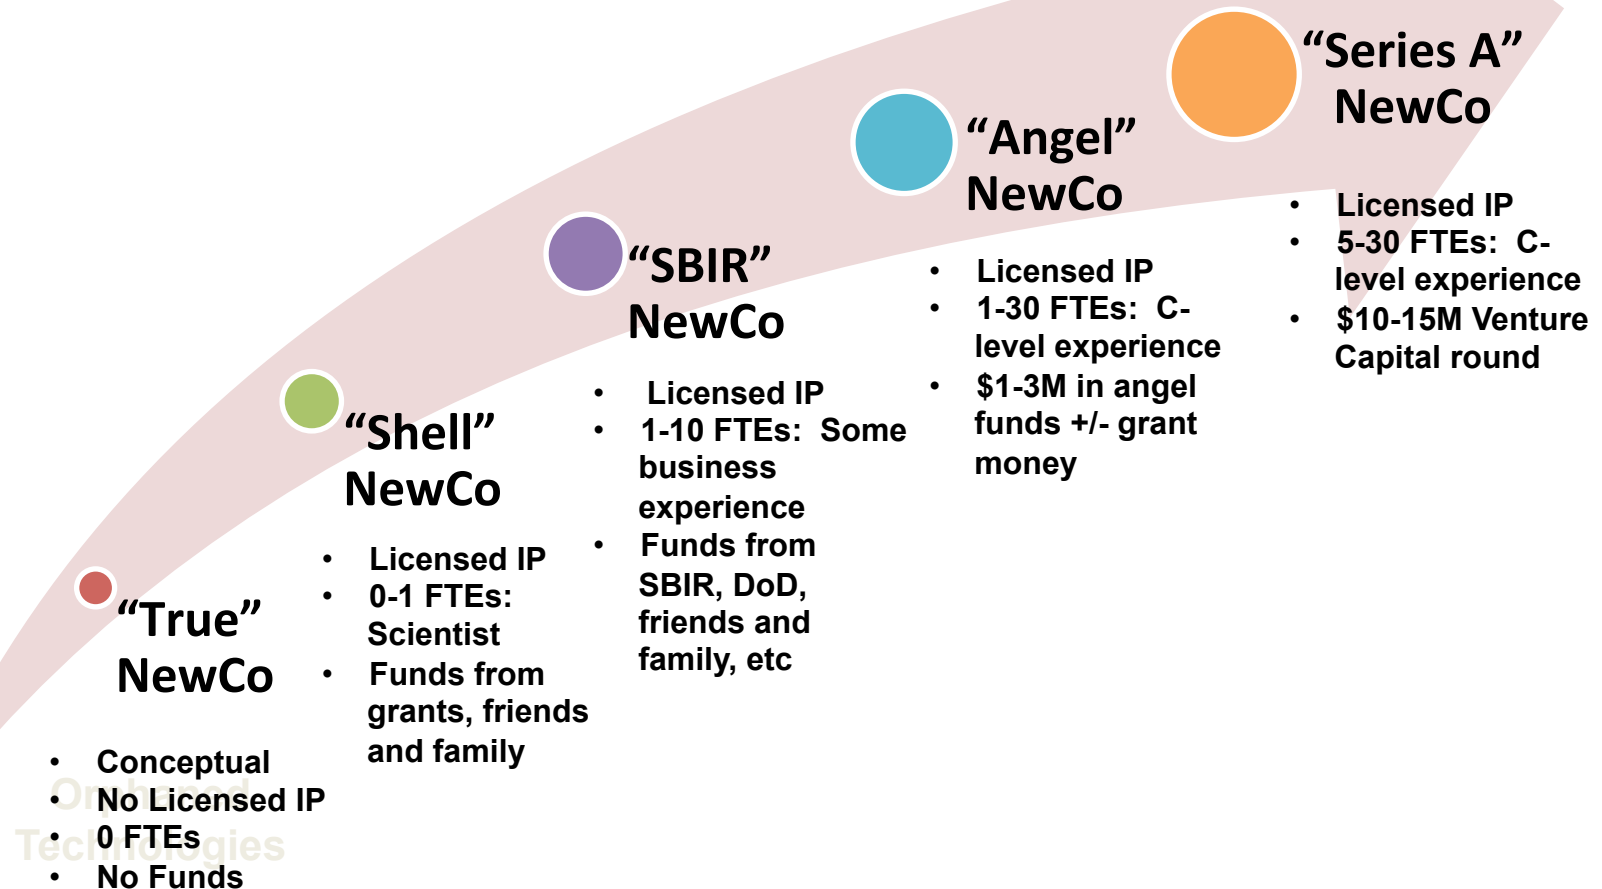 “True”
NewCo
• Conceptual
• No Licensed IP
• 0 FTEs
• No Funds
Orphaned
Technologies
“Shell”
NewCo
• Licensed IP
• 0-1 FTEs:
Scientist
• Funds from
grants, friends
and family
“SBIR”
NewCo
• Licensed IP
• 1-10 FTEs: Some
business
experience
• Funds from
SBIR, DoD,
friends and
family, etc
“Angel”
NewCo
• Licensed IP
• 1-30 FTEs: C-
level experience
• $1-3M in angel
funds +/- grant
money
“Series A”
NewCo
• Licensed IP
• 5-30 FTEs: C-
level experience
• $10-15M Venture
Capital round